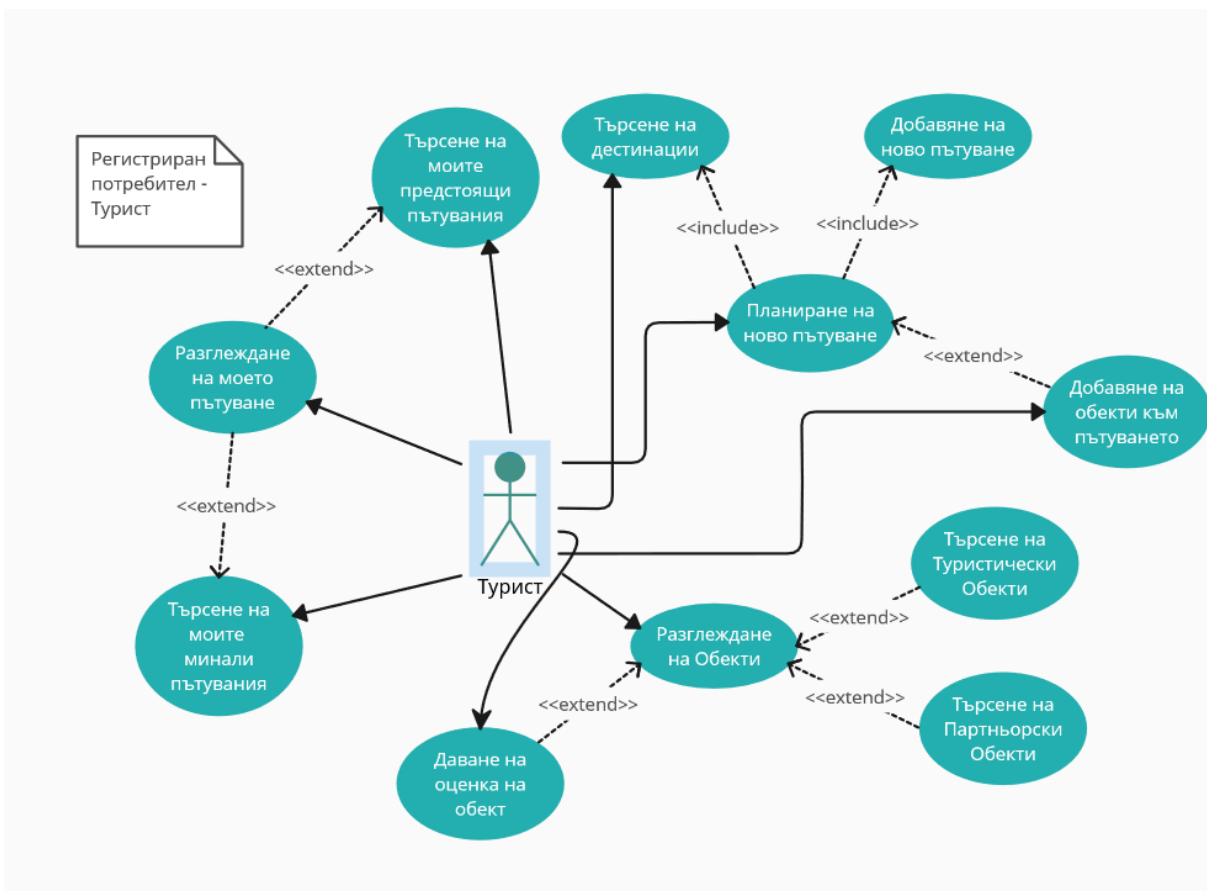 Регистриран
потребител -
Турист
Търсене на
моите
предстоящи
пътувания
Търсене на
дестинации
Добавяне на
ново пътуване
<<include>>
<<include>>
<<extend>>
Планиране на
ново пътуване
Разглеждане
на моето
пътуване
<<extend>>
Добавяне на
обекти към
пътуването
<<extend>>
Турист
Търсене на
Туристически
Обекти
<<extend>>
Търсене на
моите
минали
пътувания
Разглеждане
на Обекти
<<extend>>
<<extend>>
Търсене на
Партньорски
Обекти
Даване на
оценка на
обект